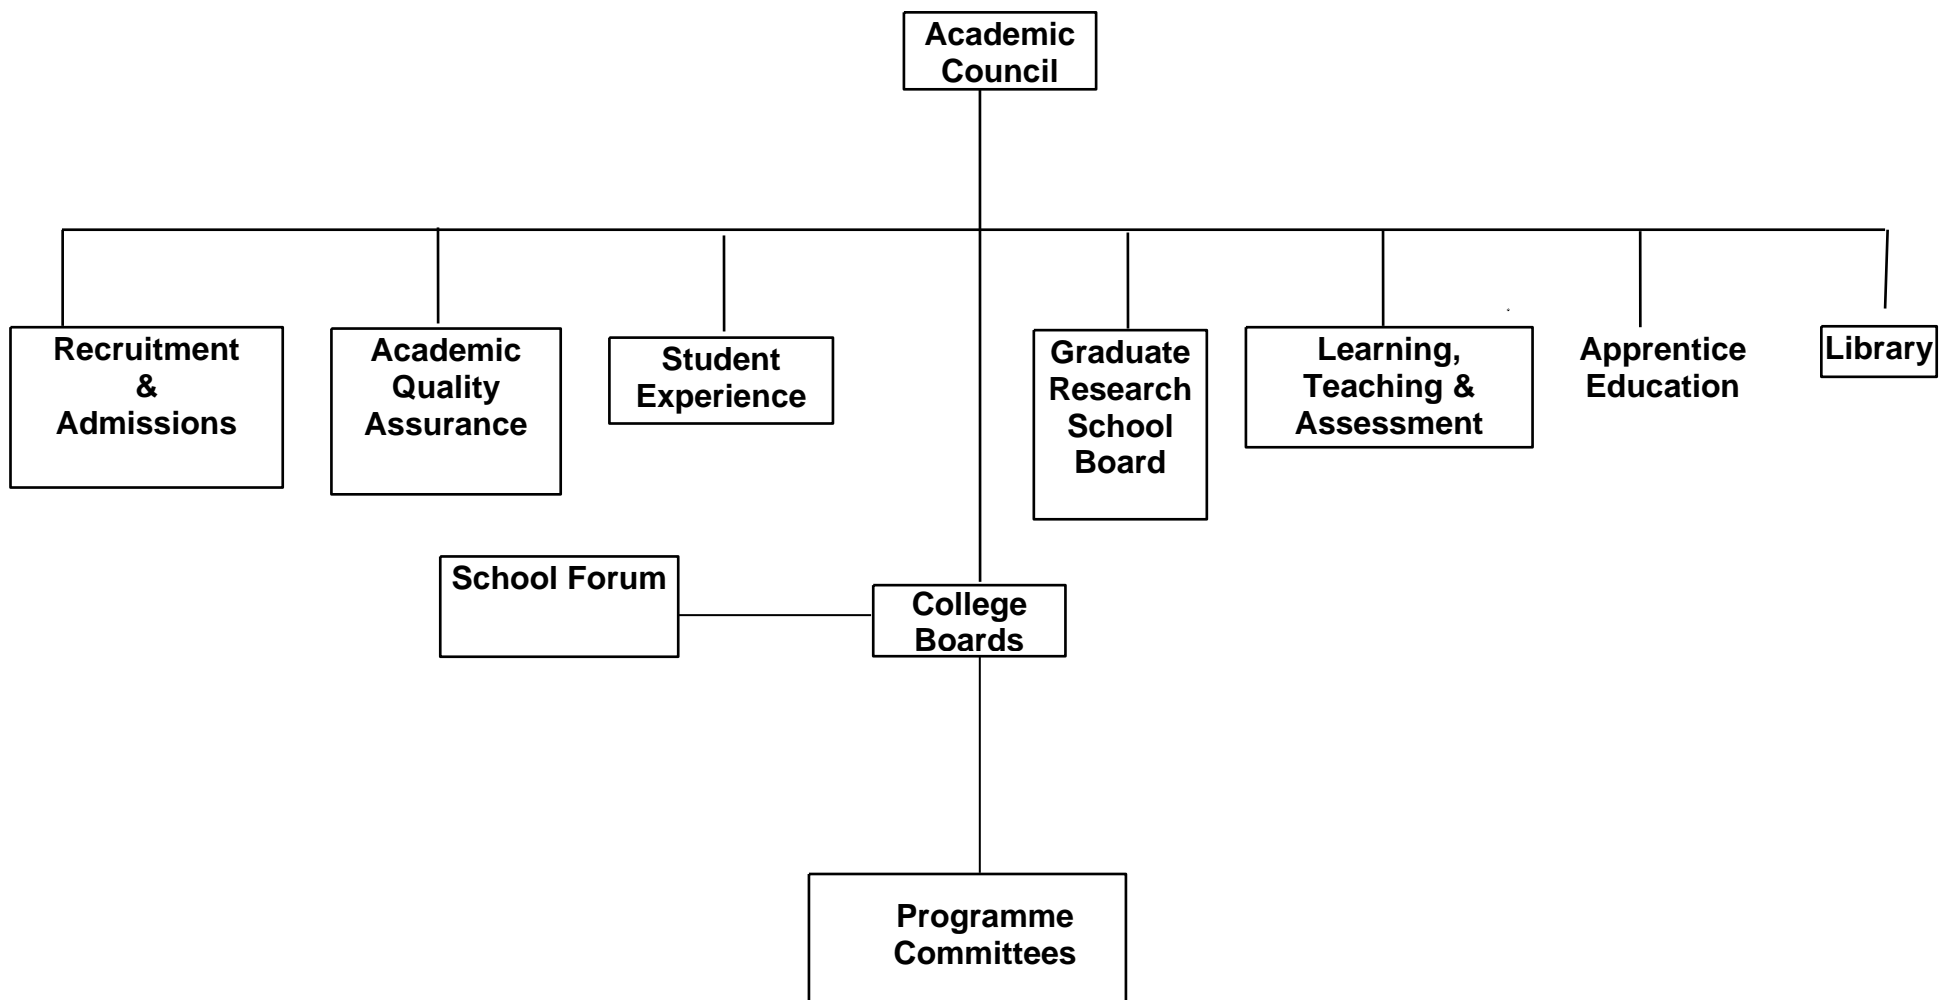 Academic
Council
Recruitment
&
Admissions
Academic
Quality
Assurance
Student
Experience
Graduate
Research
School
Board
Learning,
Teaching &
Assessment
Apprentice
Education
Library
School Forum
College
Boards
Programme
Committees